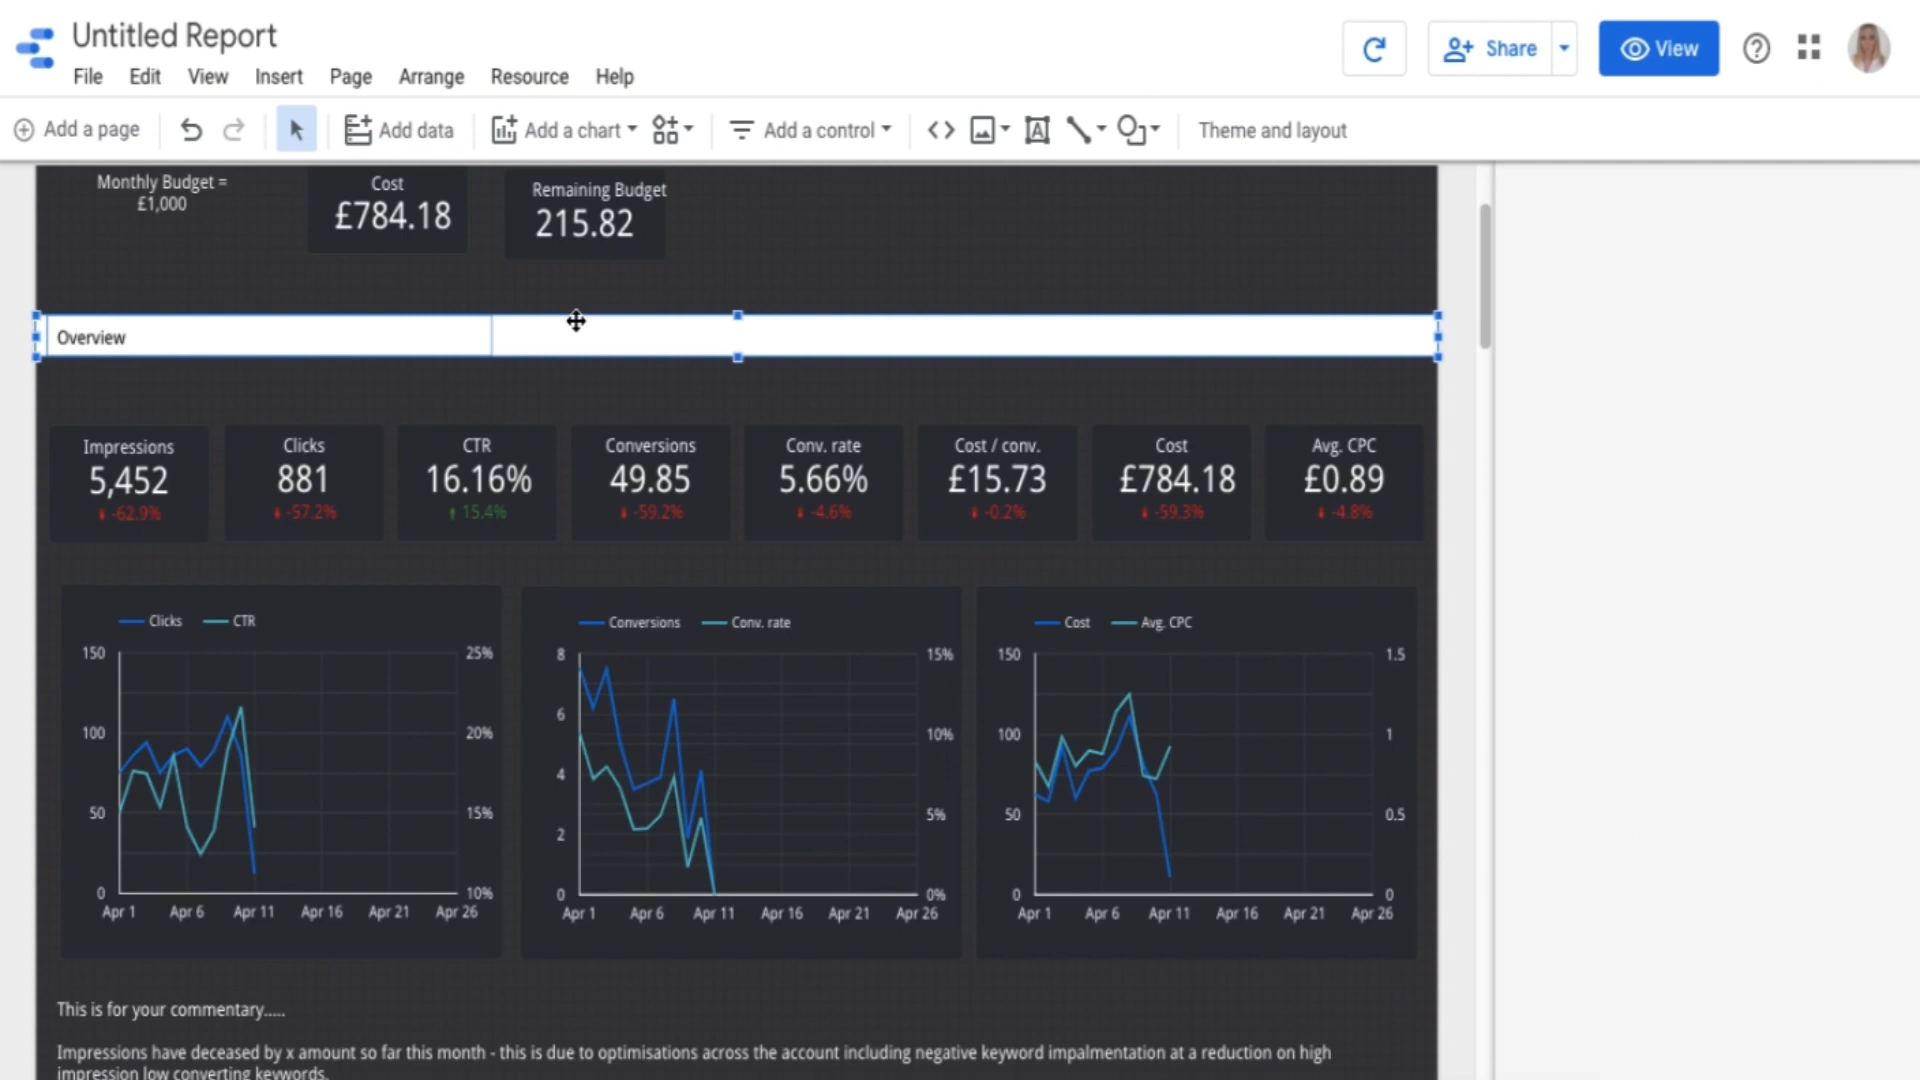 Untitled Report
File Edit View Insert Page Arrange Resource Help
Share
View
Add a page
Add data
Add a chart
Add a control
Theme and layout
Monthly Budget =
£1,000
Cost
£784.18
Remaining Budget
215.82
Overview
Impressions
5,452
-62.9%
Clicks
881
-57.2%
CTR
16.16%
15.4%
Conversions
49.85
-59.2%
Conv. rate
5.66%
-4.6%
Cost / conv.
£15.73
-0.2%
Cost
£784.18
-59.3%
Avg. CPC
£0.89
-4.8%
Clicks CTR
150 25%
100 20%
50 15%
0 10%
Apr 1 Apr 6 Apr 11 Apr 16 Apr 21 Apr 26
Conversions Conv. rate
8 15%
6 10%
4
5%
2
0 0%
Apr 1 Apr 6 Apr 11 Apr 16 Apr 21 Apr 26
Cost Avg. CPC
150 1.5
100 1
50 0.5
0 0
Apr 1 Apr 6 Apr 11 Apr 16 Apr 21 Apr 26
This is for your commentary.....
Impressions have deceased by x amount so far this month - this is due to optimisations across the account including negative keyword impalmentation at a reduction on high
impression low converting keywords.